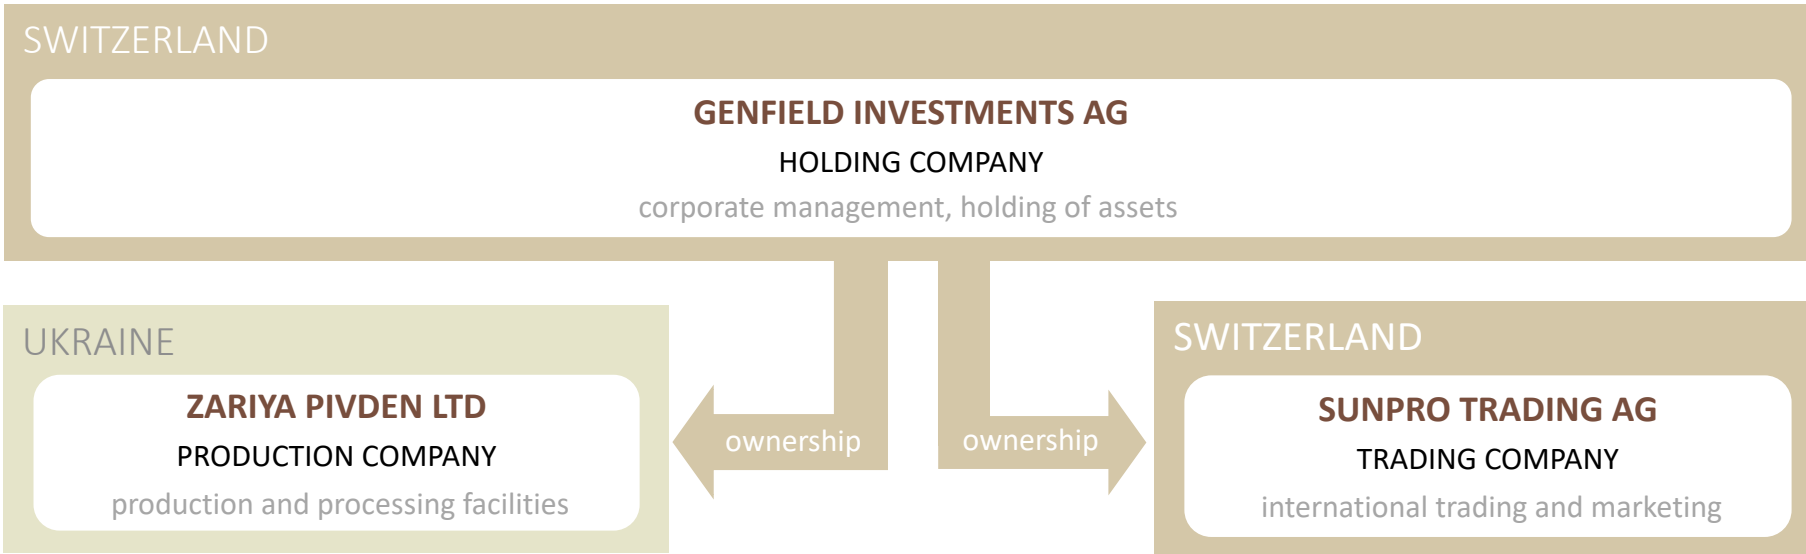 SWITZERLAND
GENFIELD INVESTMENTS AG
HOLDING COMPANY
corporate management, holding of assets
UKRAINE
ZARIYA PIVDEN LTD
PRODUCTION COMPANY
production and processing facilities
ownership
ownership
SWITZERLAND
SUNPRO TRADING AG
TRADING COMPANY
international trading and marketing